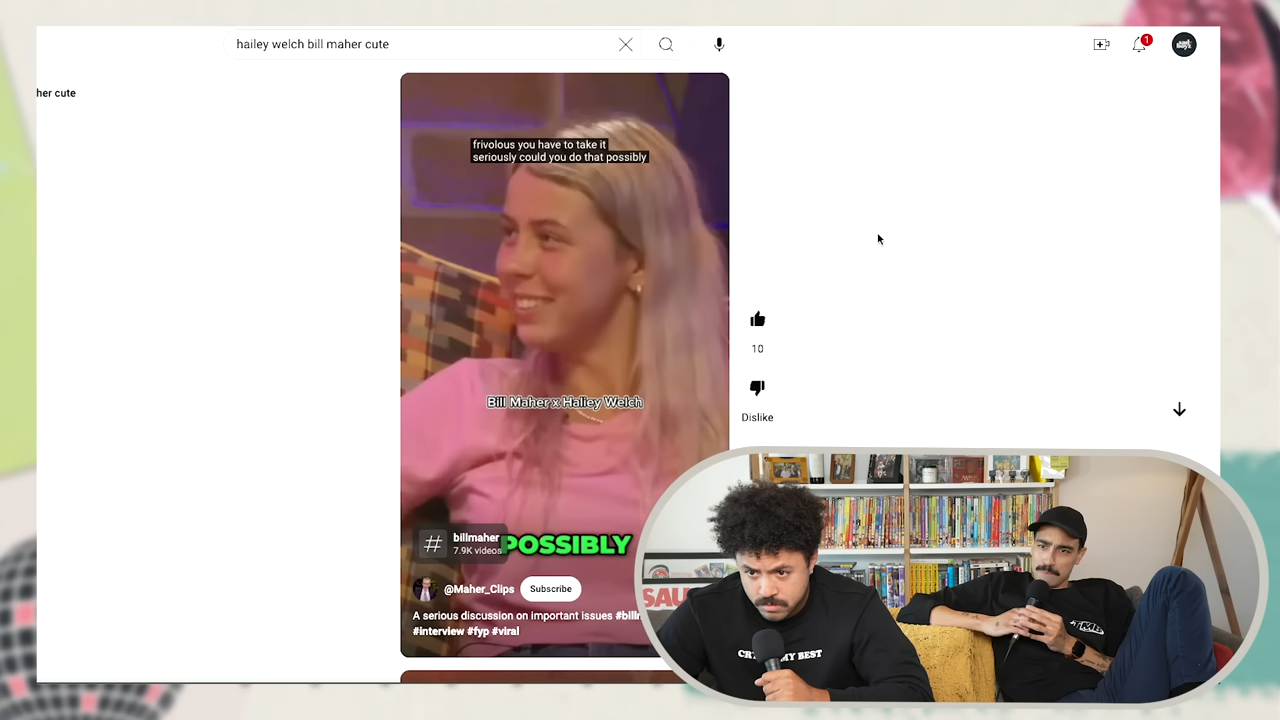 hailey welch bill maher cute
1
her cute
frivolous you have to take it
seriously could you do that possibly
Bill Maher x Hailey Welch
10
Dislike
#
billmaher
7.9K videos
POSSIBLY
@Maher_Clips
Subscribe
A serious discussion on important issues #billm
#interview #fyp #viral
SAU
MY BEST